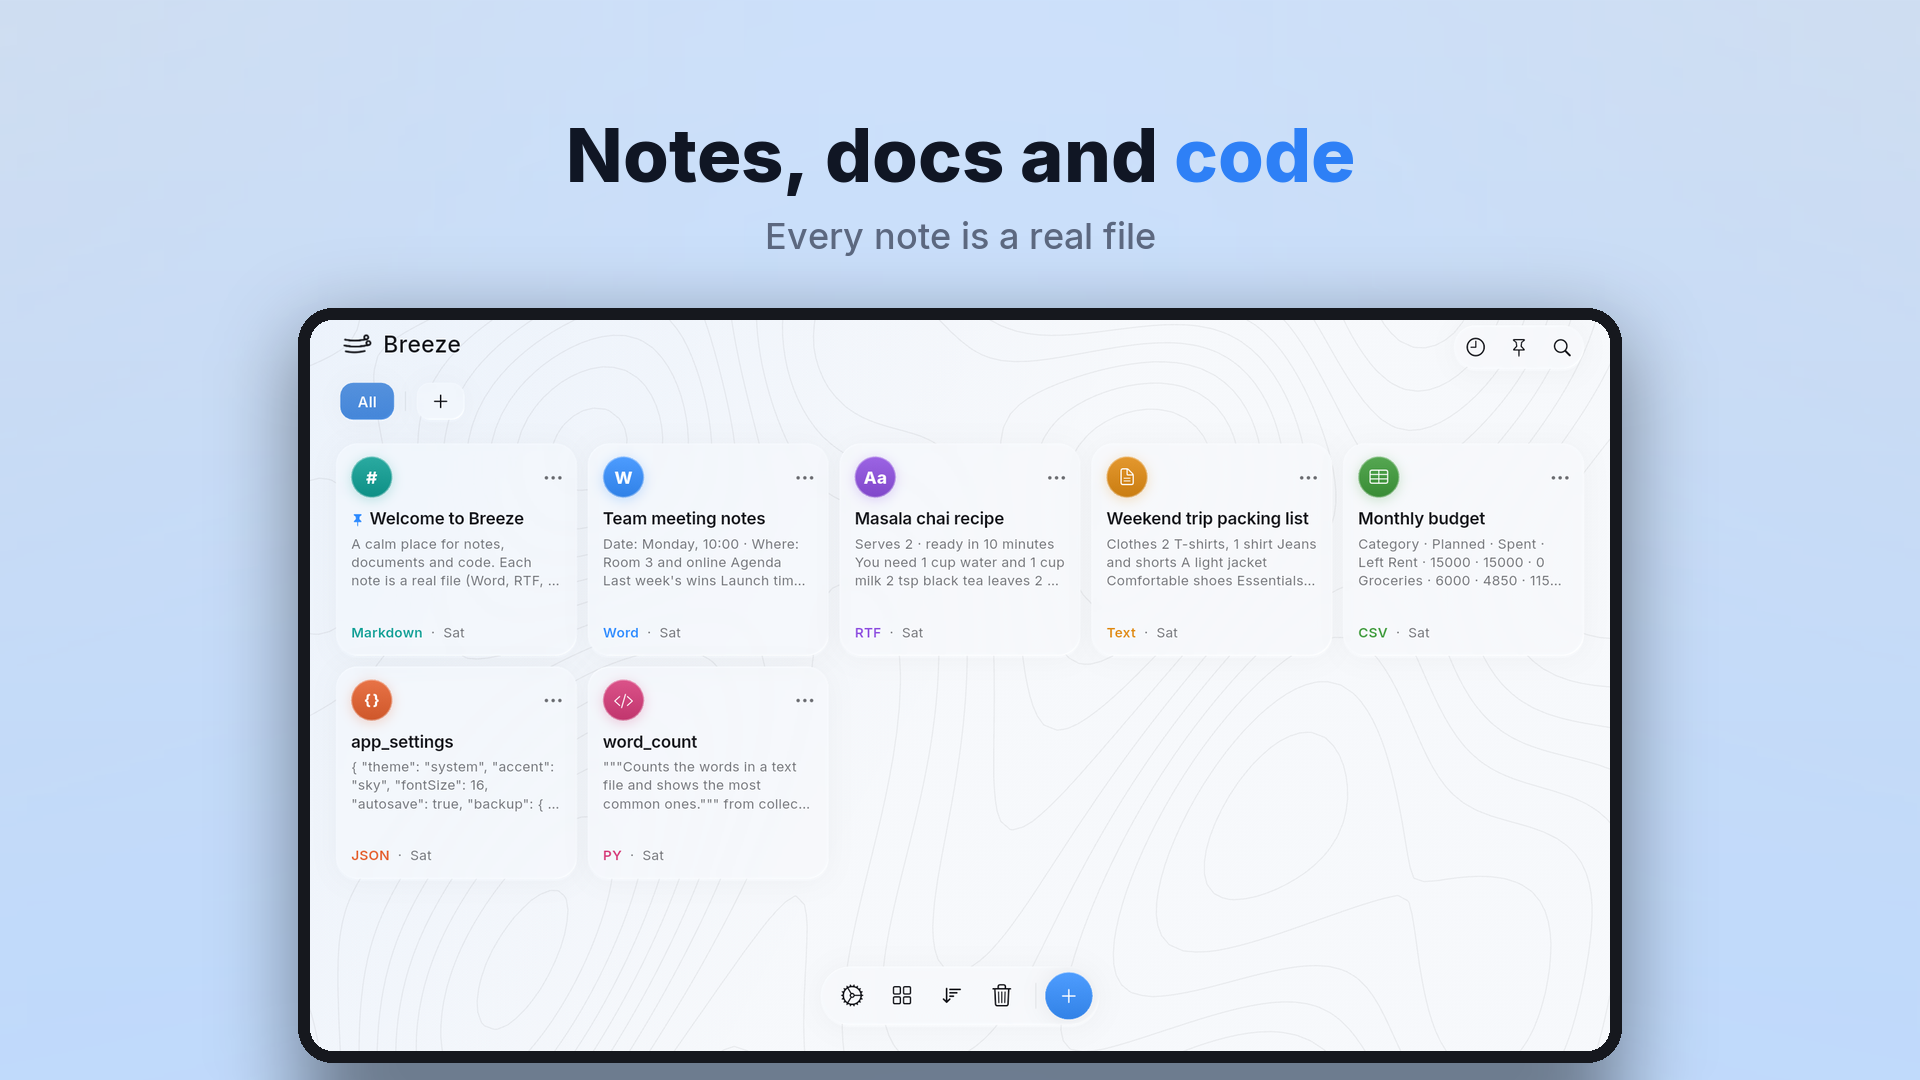 Notes, docs and code
Every note is a real file
Breeze
All
#
Welcome to Breeze
A calm place for notes,
documents and code. Each
note is a real file (Word, RTF, ...
Markdown · Sat
W
Team meeting notes
Date: Monday, 10:00 · Where:
Room 3 and online Agenda
Last week's wins Launch tim...
Word · Sat
Aa
Masala chai recipe
Serves 2 · ready in 10 minutes
You need 1 cup water and 1 cup
milk 2 tsp black tea leaves 2 ...
RTF · Sat
Weekend trip packing list
Clothes 2 T-shirts, 1 shirt Jeans
and shorts A light jacket
Comfortable shoes Essentials...
Text · Sat
Monthly budget
Category · Planned · Spent ·
Left Rent · 15000 · 15000 · 0
Groceries · 6000 · 4850 · 115...
CSV · Sat
{}
app_settings
{ "theme": "system", "accent":
"sky", "fontSize": 16,
"autosave": true, "backup": { ...
JSON · Sat
</>
word_count
"""Counts the words in a text
file and shows the most
common ones.""" from collec...
PY · Sat